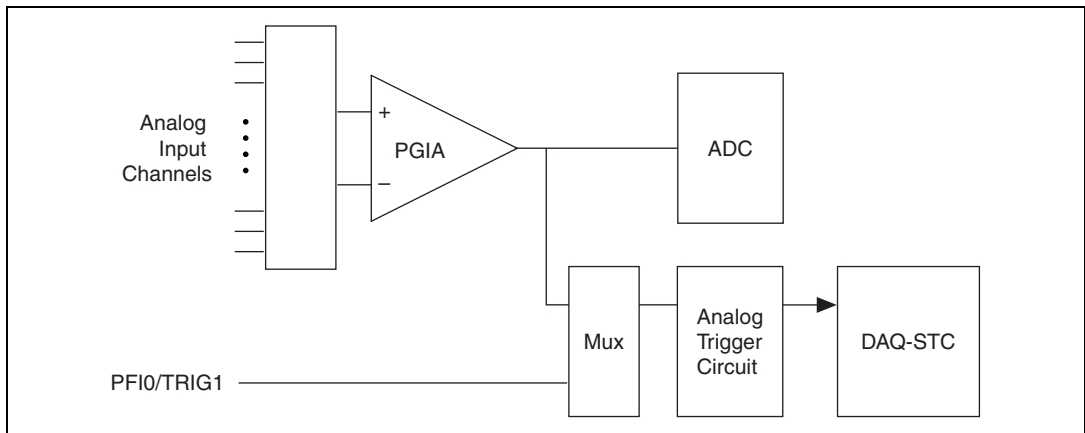 Analog
Input
Channels
+
−
PGIA
ADC
Mux
Analog
Trigger
Circuit
DAQ-STC
PFI0/TRIG1